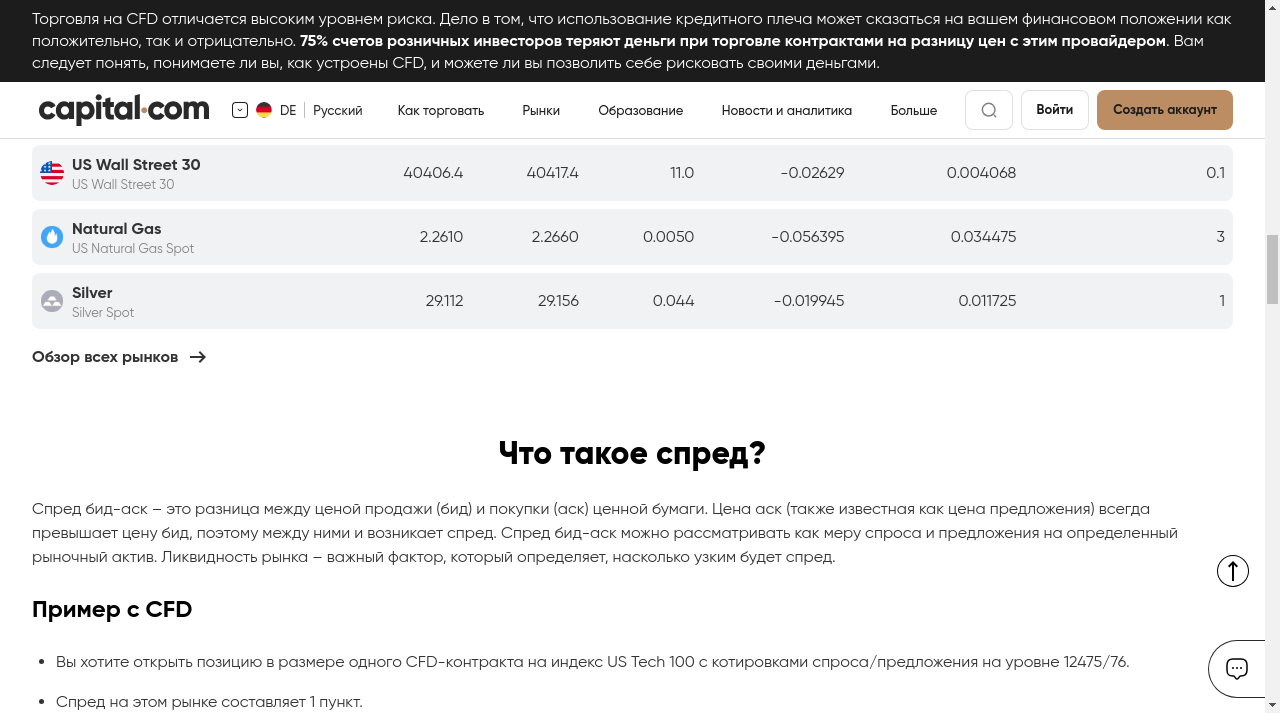 Торговля на CFD отличается высоким уровнем риска. Дело в том, что использование кредитного плеча может сказаться на вашем финансовом положении как
положительно, так и отрицательно. 75% счетов розничных инвесторов теряют деньги при торговле контрактами на разницу цен с этим провайдером. Вам
следует понять, понимаете ли вы, как устроены CFD, и можете ли вы позволить себе рисковать своими деньгами.
capital.com DE Русский Как торговать Рынки Образование Новости и аналитика Больше Войти Создать аккаунт
US Wall Street 30 40406.4 40417.4 11.0 -0.02629 0.004068 0.1
US Wall Street 30
Natural Gas 2.2610 2.2660 0.0050 -0.056395 0.034475 3
US Natural Gas Spot
Silver 29.112 29.156 0.044 -0.019945 0.011725 1
Silver Spot
Обзор всех рынков
Что такое спред?
Спред бид-аск – это разница между ценой продажи (бид) и покупки (аск) ценной бумаги. Цена аск (также известная как цена предложения) всегда
превышает цену бид, поэтому между ними и возникает спред. Спред бид-аск можно рассматривать как меру спроса и предложения на определенный
рыночный актив. Ликвидность рынка – важный фактор, который определяет, насколько узким будет спред.
Пример с CFD
Вы хотите открыть позицию в размере одного CFD-контракта на индекс US Tech 100 с котировками спроса/предложения на уровне 12475/76.
Спред на этом рынке составляет 1 пункт.